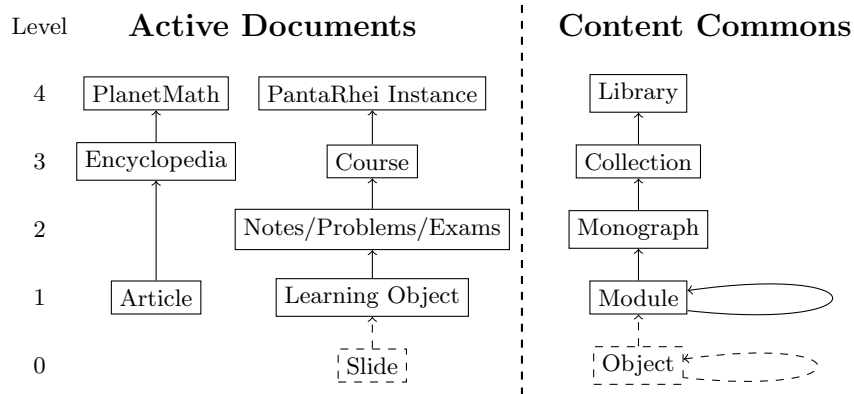 Level Active Documents Content Commons
4 PlanetMath PantaRhei Instance Library
3 Encyclopedia Course Collection
2 Notes/Problems/Exams Monograph
1 Article Learning Object Module
0 Slide Object